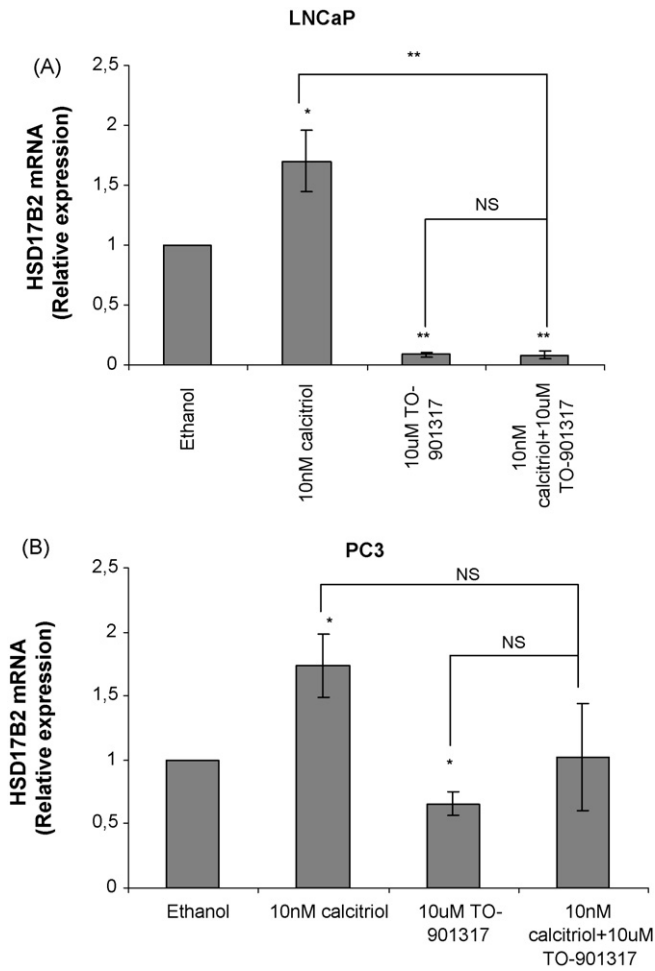 LNCaP
(A)
2,5
**
2
*
HSD17B2 mRNA
(Relative expression)
1,5
NS
1
0,5
**
**
0
Ethanol
10nM calcitriol
10uM TO-
901317
10nM
calcitriol+10uM
TO-901317
(B)
PC3
2,5
NS
2
*
NS
HSD17B2 mRNA
(Relative expression)
1,5
1
*
0,5
0
Ethanol
10nM calcitriol
10uM TO-
901317
10nM
calcitriol+10uM
TO-901317